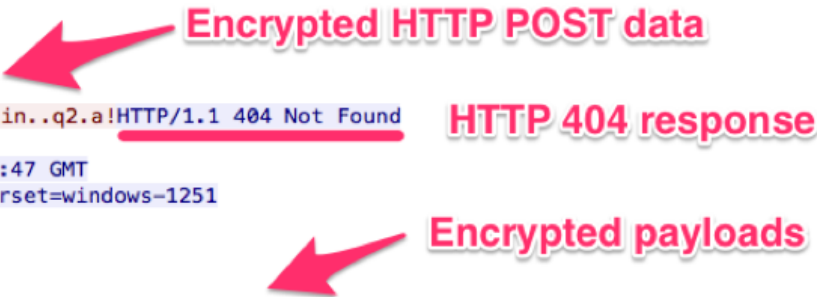 Encrypted HTTP POST data
in..q2.a!HTTP/1.1 404 Not Found
HTTP 404 response
:47 GMT
rset=windows-1251
Encrypted payloads